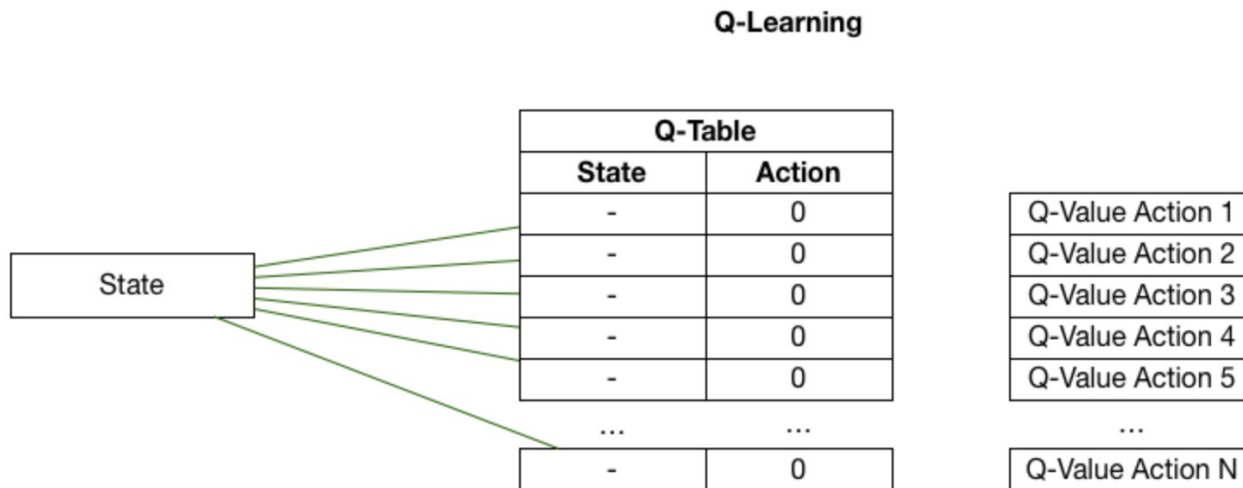 Q-Learning
Q-Table
State Action
- 0 Q-Value Action 1
- 0 Q-Value Action 2
State - 0 Q-Value Action 3
- 0 Q-Value Action 4
- 0 Q-Value Action 5
... ... ...
- 0 Q-Value Action N